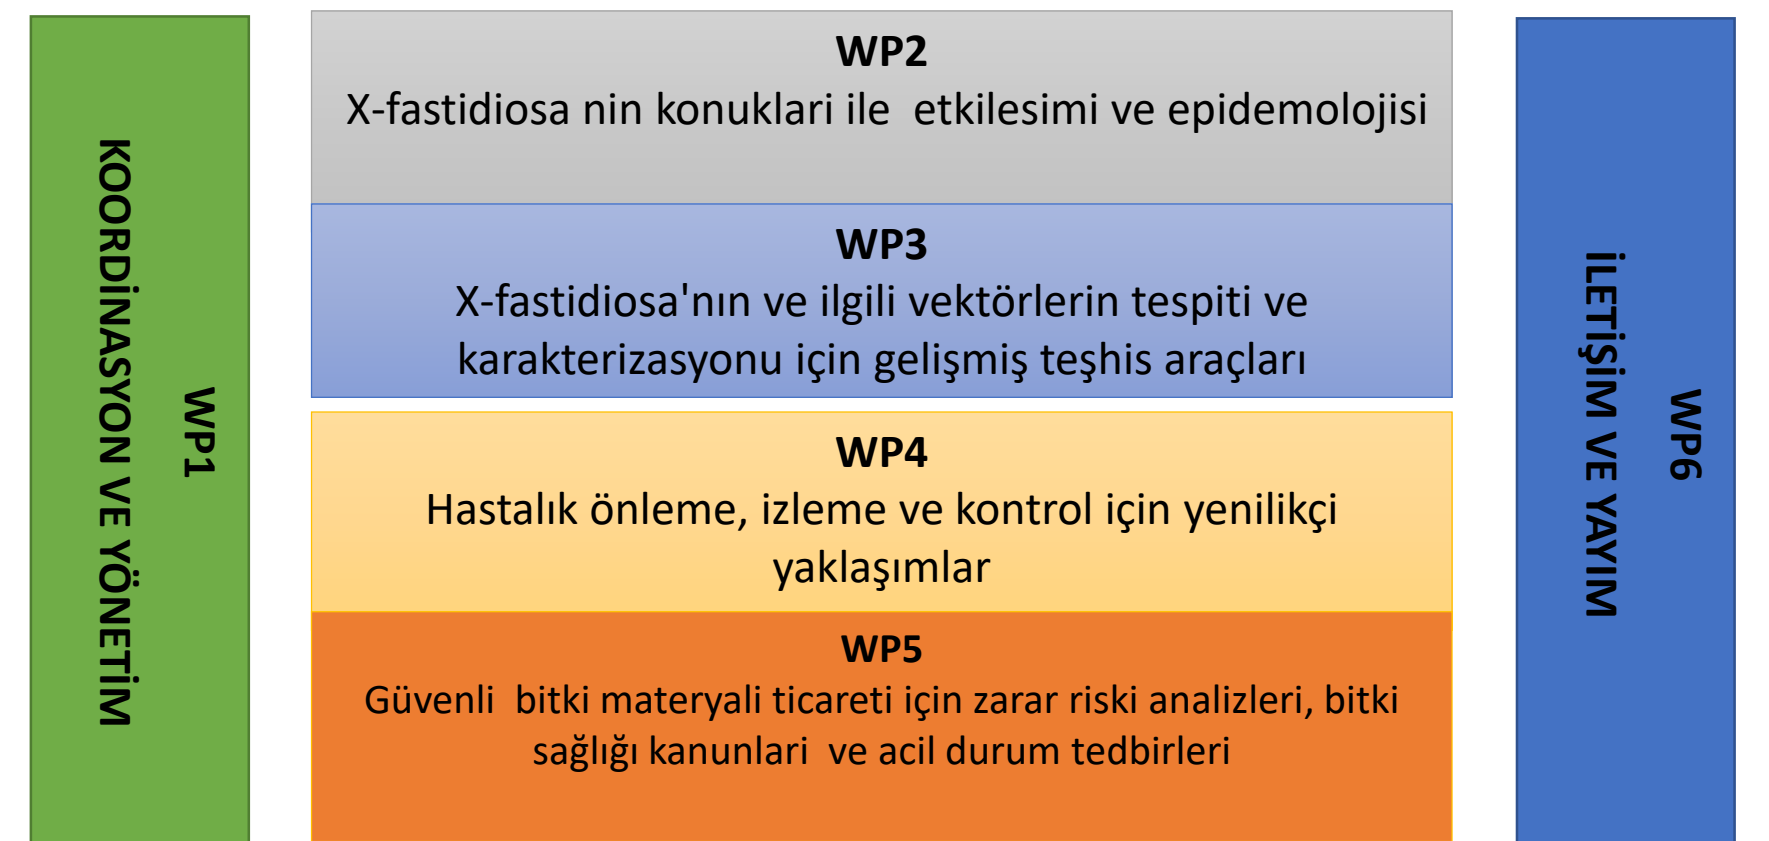 WP1
KOORDİNASYON VE YÖNETİM
WP2
X-fastidiosa nin konuklari ile  etkilesimi ve epidemolojisi
WP3
X-fastidiosa'nın ve ilgili vektörlerin tespiti ve
karakterizasyonu için gelişmiş teşhis araçları
WP4
Hastalık önleme, izleme ve kontrol için yenilikçi
yaklaşımlar
WP5
Güvenli  bitki materyali ticareti için zarar riski analizleri, bitki
sağlığı kanunlari  ve acil durum tedbirleri
WP6
İLETİŞİM VE YAYIM